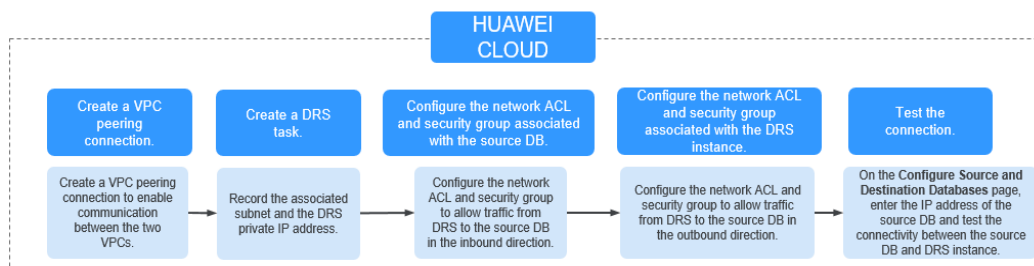 HUAWEI
CLOUD
Create a VPC
peering
connection.
Create a DRS
task.
Configure the network ACL
and security group associated
with the source DB.
Configure the network ACL
and security group
associated with the DRS
instance.
Test the
connection.
Create a VPC peering
connection to enable
communication
between the two
VPCs.
Record the associated
subnet and the DRS
private IP address.
Configure the network
ACL and security group
to allow traffic from
DRS to the source DB
in the inbound direction.
Configure the network ACL and
security group to allow traffic
from DRS to the source DB in
the outbound direction.
On the Configure Source and
Destination Databases page,
enter the IP address of the
source DB and test the
connectivity between the source
DB and DRS instance.